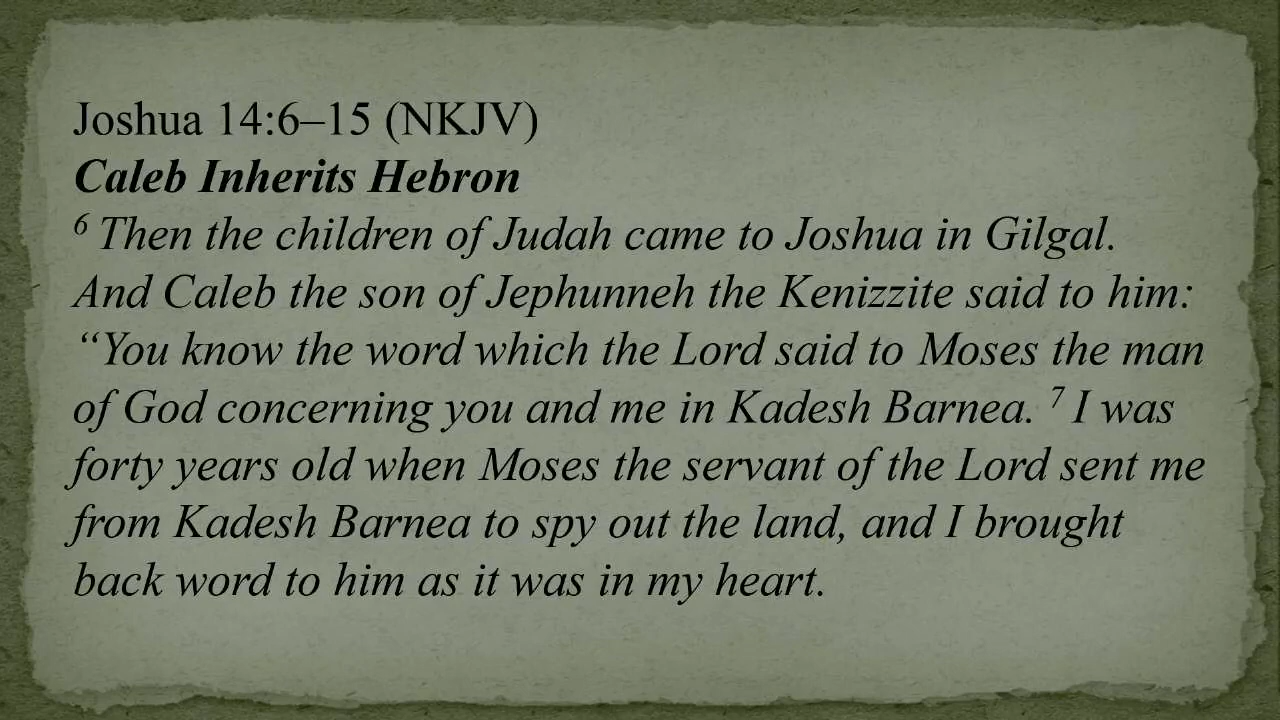 Joshua 14:6–15 (NKJV)
Caleb Inherits Hebron
6 Then the children of Judah came to Joshua in Gilgal.
And Caleb the son of Jephunneh the Kenizzite said to him:
“You know the word which the Lord said to Moses the man
of God concerning you and me in Kadesh Barnea. 7 I was
forty years old when Moses the servant of the Lord sent me
from Kadesh Barnea to spy out the land, and I brought
back word to him as it was in my heart.